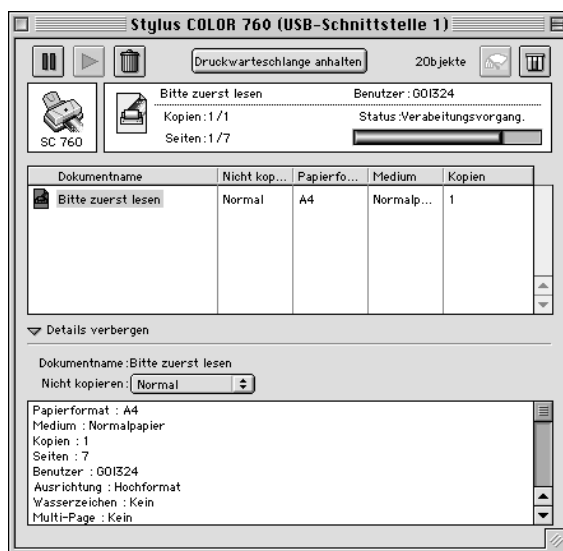 Stylus COLOR 760 (USB-Schnittstelle 1)
Druckwarteschlange anhalten
20bjekte
SC 760
Bitte zuerst lesen
Benutzer :GOI324
Kopien :1 /1
Status :Verabeitungsvorgang.
Seiten :1 /7
Dokumentname Nicht kop... Papierfo... Medium Kopien
Bitte zuerst lesen Normal A4 Normalp... 1
Details verbergen
Dokumentname :Bitte zuerst lesen
Nicht kopieren : Normal
Papierformat : A4
Medium : Normalpapier
Kopien : 1
Seiten : 7
Benutzer : GOI324
Ausrichtung : Hochformat
Wasserzeichen : Kein
Multi-Page : Kein